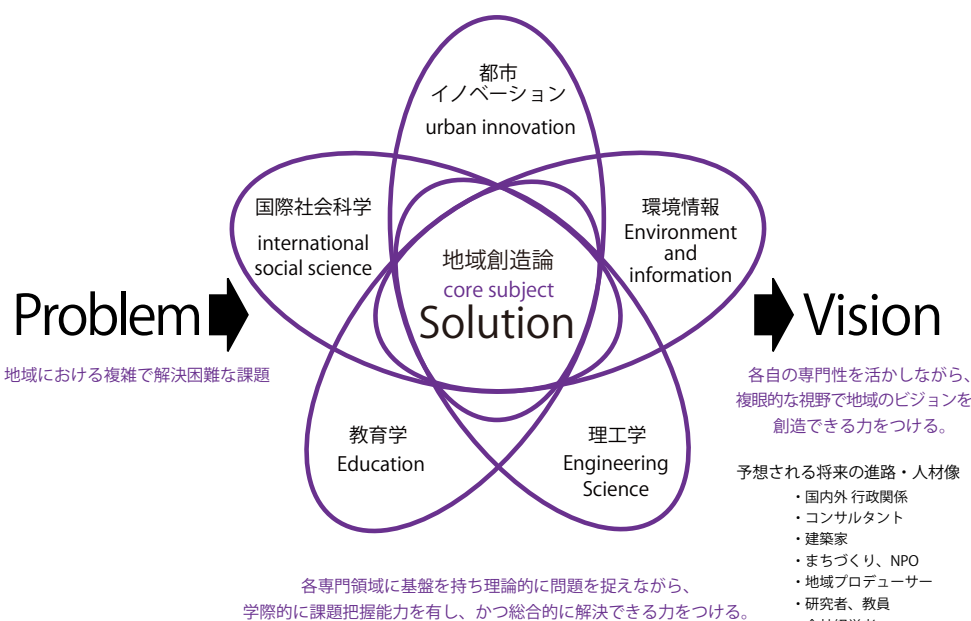 都市
イノベーション
urban innovation
国際社会科学
international
social science
環境情報
Environment
and
information
地域創造論
core subject
Solution
Problem
地域における複雑で解決困難な課題
Vision
各自の専門性を活かしながら、
複眼的な視野で地域のビジョンを
創造できる力をつける。
教育学
Education
理工学
Engineering
Science
予想される将来の進路・人材像
・国内外 行政関係
・コンサルタント
・建築家
・まちづくり、NPO
・地域プロデューサー
・研究者、教員
各専門領域に基盤を持ち理論的に問題を捉えながら、
学際的に課題把握能力を有し、かつ総合的に解決できる力をつける。